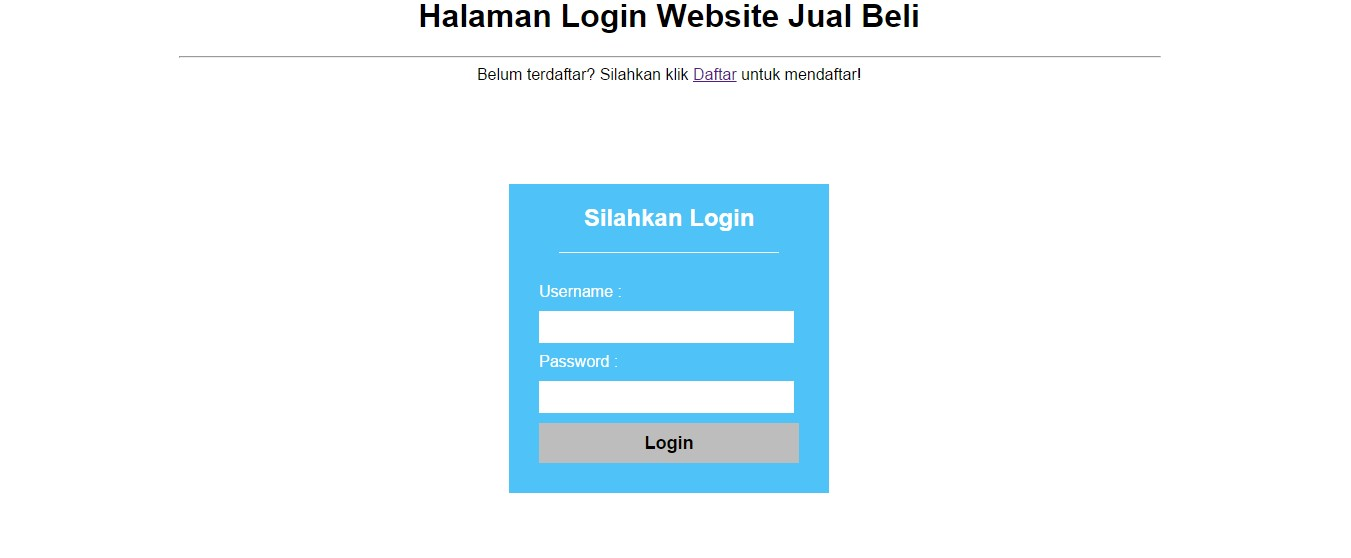 Halaman Login Website Jual Beli
Belum terdaftar? Silahkan klik Daftar untuk mendaftar!
Silahkan Login
Username :
Password :
Login